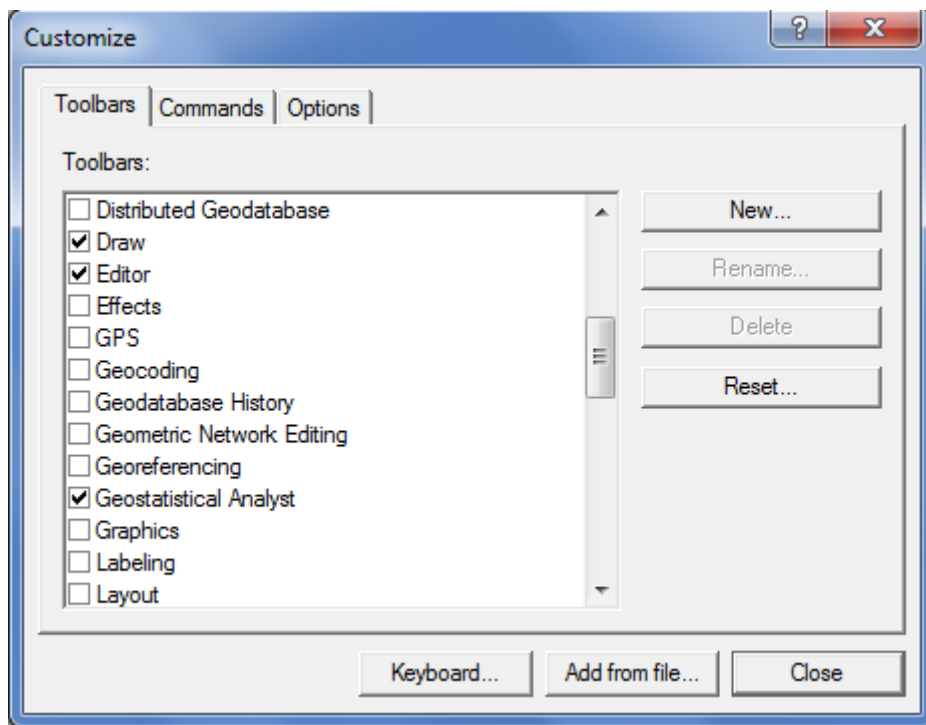 Customize
Toolbars Commands Options
Toolbars:
Distributed Geodatabase
Draw
Editor
Effects
GPS
Geocoding
Geodatabase History
Geometric Network Editing
Georeferencing
Geostatistical Analyst
Graphics
Labeling
Layout
New...
Rename...
Delete
Reset...
Keyboard... Add from file... Close